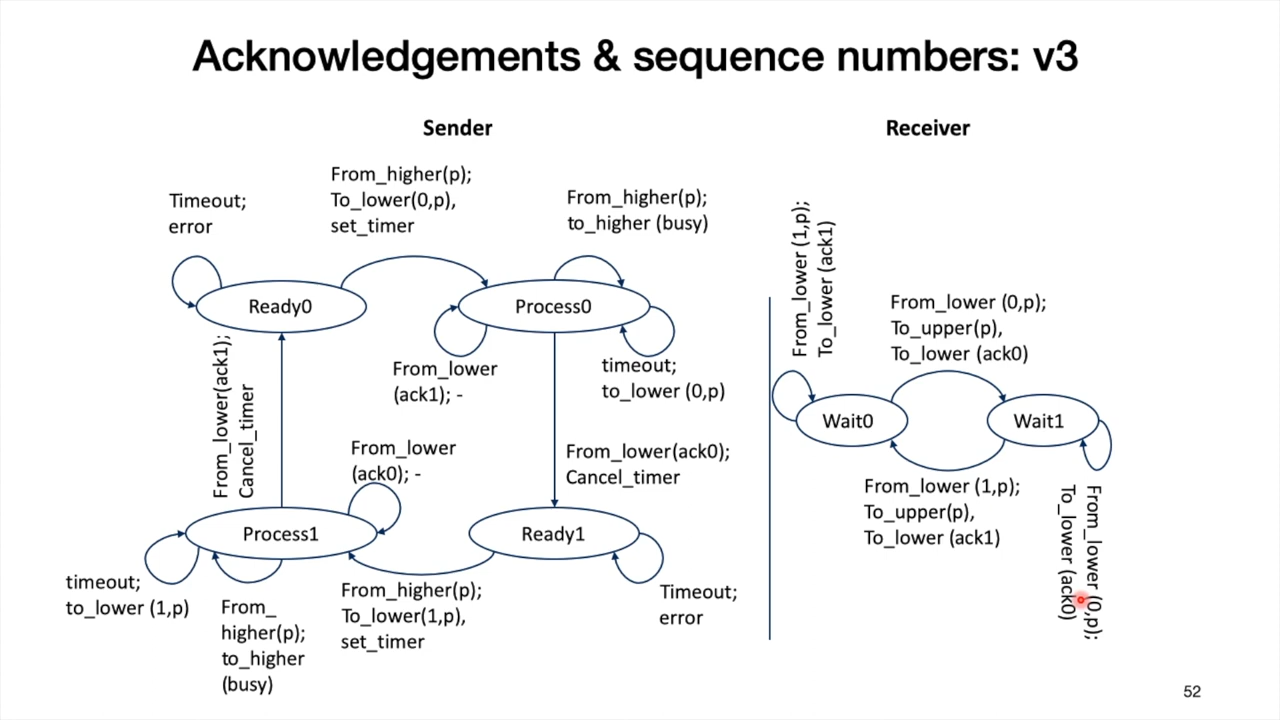 Acknowledgements & sequence numbers: v3
Sender
Receiver
From_higher(p);
To_lower(0,p),
set_timer
Timeout;
error
From_higher(p);
to_higher (busy)
Ready0
Process0
From_lower
(ack1); -
timeout;
to_lower (0,p)
From_lower(ack1);
Cancel_timer
From_lower
(ack0); -
From_lower(ack0);
Cancel_timer
Process1
Ready1
timeout;
to_lower (1,p)
From_
higher(p);
to_higher
(busy)
From_higher(p);
To_lower(1,p),
set_timer
Timeout;
error
From_lower (1,p);
To_lower (ack1)
From_lower (0,p);
To_upper(p),
To_lower (ack0)
Wait0
Wait1
From_lower (1,p);
To_upper(p),
To_lower (ack1)
From_lower (0,p);
To_lower (ack0)
52